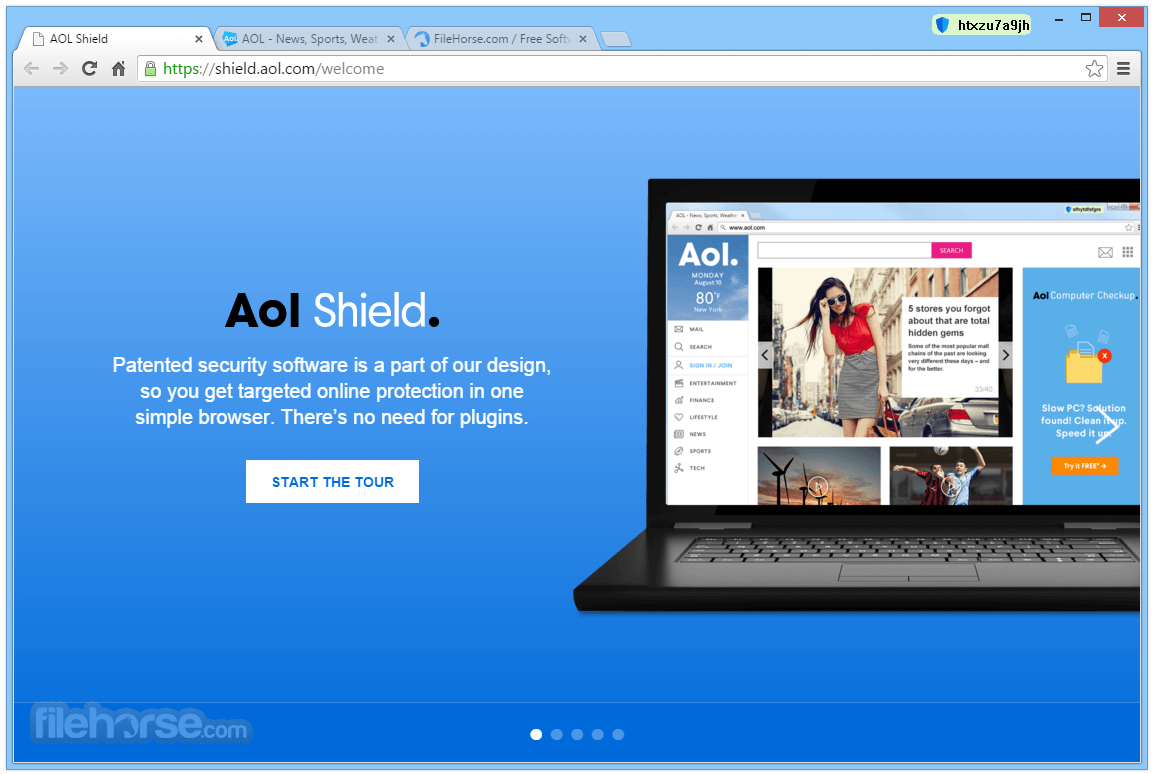 htxzu7a9jh
AOL Shield
AOL - News, Sports, Weat
FileHorse.com / Free Softw
https://shield.aol.com/welcome
AOL - News, Sports, Weath
www.aol.com
Aol.
MONDAY
August 10
80°F
New York
SEARCH
MAIL
SEARCH
SIGN IN / JOIN
ENTERTAINMENT
FINANCE
LIFESTYLE
NEWS
SPORTS
TECH
5 stores you forgot
about that are total
hidden gems
Some of the most popular mall
chains of the past are looking
very different these days – and
for the better.
33/40
Aol Computer Checkup.
X
Slow PC? Solution
found! Clean it up.
Speed it up.
Try it FREE* →
Aol Shield.
Patented security software is a part of our design,
so you get targeted online protection in one
simple browser. There's no need for plugins.
START THE TOUR
filehorse.com